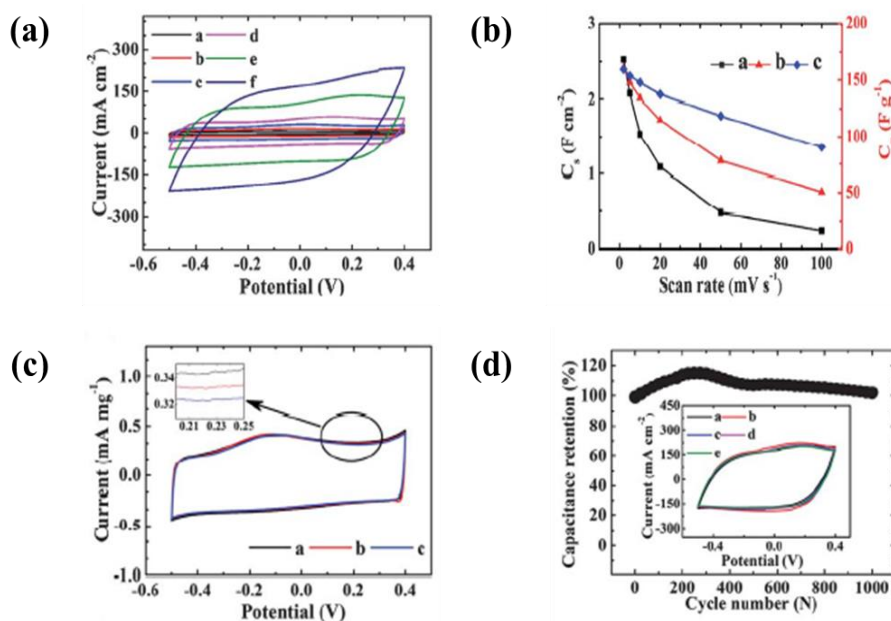 (a)
300
150
0
-150
-300
Current (mA cm⁻²)
a d
b e
c f
-0.6 -0.4 -0.2 0.0 0.2 0.4
Potential (V)
(b)
3
2
1
0
Cₛ (F cm⁻²)
a b c
200
150
100
50
0
(F g⁻¹)
0 20 40 60 80 100
Scan rate (mV s⁻¹)
(c)
1.0
0.5
0.0
-0.5
-1.0
Current (mA mg⁻¹)
0.34
0.32
0.21 0.23 0.25
a b c
-0.6 -0.4 -0.2 0.0 0.2 0.4
Potential (V)
(d)
120
100
80
60
40
20
0
Capacitance retention (%)
450
300
150
0
-150
-350
Current (mA cm⁻²)
a b
c d
e
-0.4 0.0 0.4
Potential (V)
0 200 400 600 800 1000
Cycle number (N)